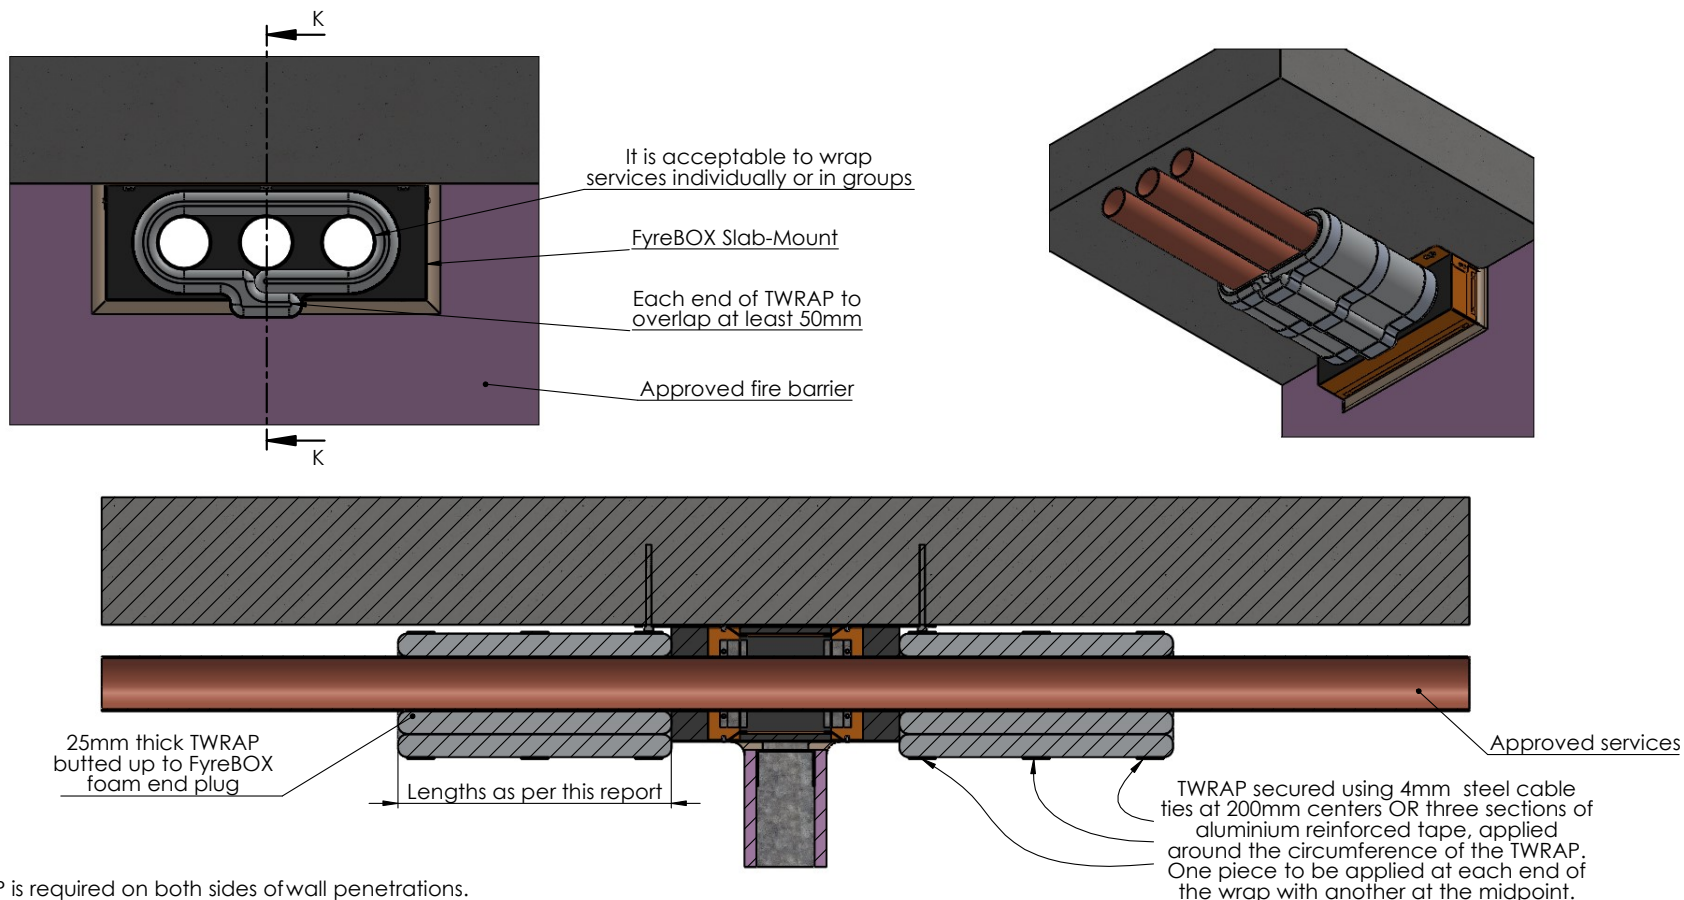 K
It is acceptable to wrap
services individually or in groups
FyreBOX Slab-Mount
Each end of TWRAP to
overlap at least 50mm
Approved fire barrier
K
25mm thick TWRAP
butted up to FyreBOX
foam end plug
Lengths as per this report
Approved services
TWRAP secured using 4mm steel cable
ties at 200mm centers OR three sections of
aluminium reinforced tape, applied
around the circumference of the TWRAP.
One piece to be applied at each end of
the wrap with another at the midpoint.
is required on both sides of wall penetrations.